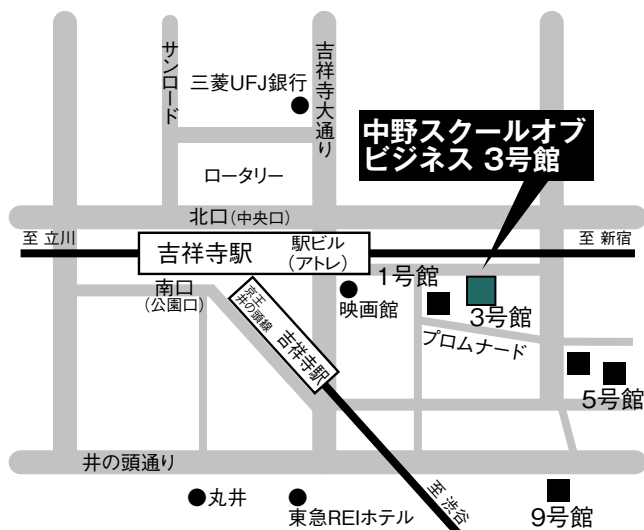 サンロード
吉祥寺大通り
三菱UFJ銀行
中野スクールオブ
ビジネス 3号館
ロータリー
北口(中央口)
至 立川
吉祥寺駅
駅ビル
(アトレ)
至 新宿
南口
(公園口)
京王
井の頭線
吉祥寺駅
映画館
1号館
3号館
プロムナード
5号館
井の頭通り
丸井
東急REIホテル
至 渋谷
9号館